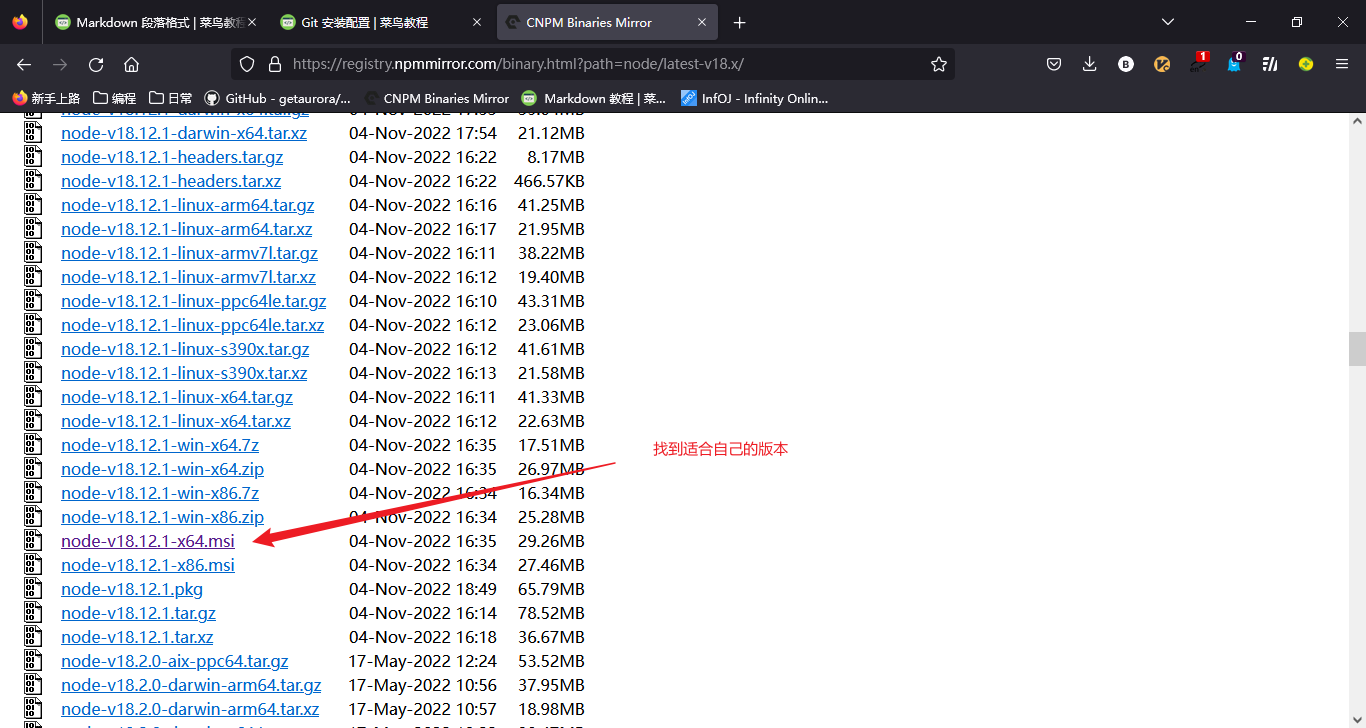 Markdown 段落格式 | 菜鸟教程
Git 安装配置 | 菜鸟教程
CNPM Binaries Mirror
https://registry.npmmirror.com/binary.html?path=node/latest-v18.x/
1
0
新手上路
编程
日常
GitHub - getaurora/...
CNPM Binaries Mirror
Markdown 教程 | 菜...
InfOJ - Infinity Onlin...
node-v18.12.1-darwin-x64.tar.xz 04-Nov-2022 17:54 21.12MB
node-v18.12.1-headers.tar.gz 04-Nov-2022 16:22 8.17MB
node-v18.12.1-headers.tar.xz 04-Nov-2022 16:22 466.57KB
node-v18.12.1-linux-arm64.tar.gz 04-Nov-2022 16:16 41.25MB
node-v18.12.1-linux-arm64.tar.xz 04-Nov-2022 16:17 21.95MB
node-v18.12.1-linux-armv7l.tar.gz 04-Nov-2022 16:11 38.22MB
node-v18.12.1-linux-armv7l.tar.xz 04-Nov-2022 16:12 19.40MB
node-v18.12.1-linux-ppc64le.tar.gz 04-Nov-2022 16:10 43.31MB
node-v18.12.1-linux-ppc64le.tar.xz 04-Nov-2022 16:12 23.06MB
node-v18.12.1-linux-s390x.tar.gz 04-Nov-2022 16:12 41.61MB
node-v18.12.1-linux-s390x.tar.xz 04-Nov-2022 16:13 21.58MB
node-v18.12.1-linux-x64.tar.gz 04-Nov-2022 16:11 41.33MB
node-v18.12.1-linux-x64.tar.xz 04-Nov-2022 16:12 22.63MB
node-v18.12.1-win-x64.7z 04-Nov-2022 16:35 17.51MB
找到适合自己的版本
node-v18.12.1-win-x64.zip 04-Nov-2022 16:35 26.97MB
node-v18.12.1-win-x86.7z 04-Nov-2022 16:34 16.34MB
node-v18.12.1-win-x86.zip 04-Nov-2022 16:34 25.28MB
node-v18.12.1-x64.msi 04-Nov-2022 16:35 29.26MB
node-v18.12.1-x86.msi 04-Nov-2022 16:34 27.46MB
node-v18.12.1.pkg 04-Nov-2022 18:49 65.79MB
node-v18.12.1.tar.gz 04-Nov-2022 16:14 78.52MB
node-v18.12.1.tar.xz 04-Nov-2022 16:18 36.67MB
node-v18.2.0-aix-ppc64.tar.gz 17-May-2022 12:24 53.52MB
node-v18.2.0-darwin-arm64.tar.gz 17-May-2022 10:56 37.95MB
node-v18.2.0-darwin-arm64.tar.xz 17-May-2022 10:57 18.98MB